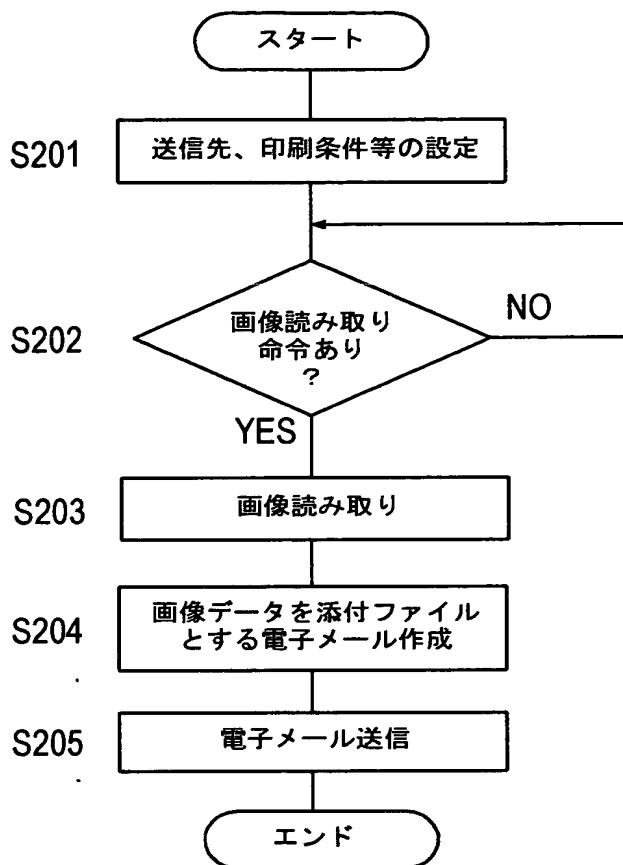 スタート
S201
送信先、印刷条件等の設定
S202
画像読み取り
命令あり
?
NO
YES
S203
画像読み取り
S204
画像データを添付ファイル
とする電子メール作成
S205
電子メール送信
エンド